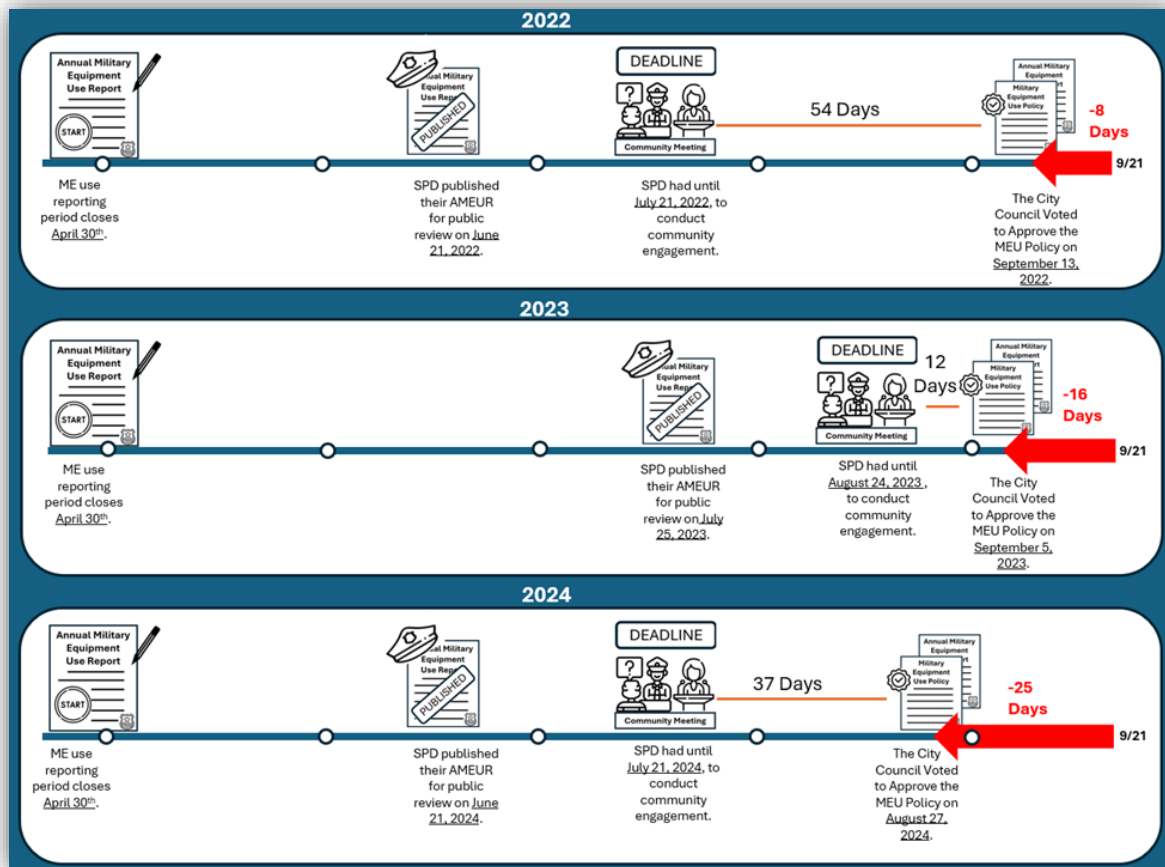 2022
Annual Military
Equipment
Use Report
START
Annual Military
Equipment
Use Report
PUBLISHED
DEADLINE
?
Community Meeting
54 Days
Annual Military
Equipment
Military
Equipment
Use Policy
-8
Days
9/21
ME use
reporting
period closes
April 30th.
SPD published
their AMEUR
for public
review on June
21, 2022.
SPD had until
July 21, 2022, to
conduct
community
engagement.
The City
Council Voted
to Approve the
MEU Policy on
September 13,
2022.
2023
Annual Military
Equipment
Use Report
START
Annual Military
Equipment
Use Report
PUBLISHED
DEADLINE
?
Community Meeting
12
Days
Annual Military
Equipment
Military
Equipment
Use Policy
-16
Days
9/21
ME use
reporting
period closes
April 30th.
SPD published
their AMEUR
for public
review on July
25, 2023.
SPD had until
August 24, 2023 ,
to conduct
community
engagement.
The City
Council Voted
to Approve the
MEU Policy on
September 5,
2023.
2024
Annual Military
Equipment
Use Report
START
Annual Military
Equipment
Use Report
PUBLISHED
DEADLINE
?
Community Meeting
37 Days
Annual Military
Equipment
Military
Equipment
Use Policy
-25
Days
9/21
ME use
reporting
period closes
April 30th.
SPD published
their AMEUR
for public
review on June
21, 2024.
SPD had until
July 21, 2024, to
conduct
community
engagement.
The City
Council Voted
to Approve the
MEU Policy on
August 27,
2024.